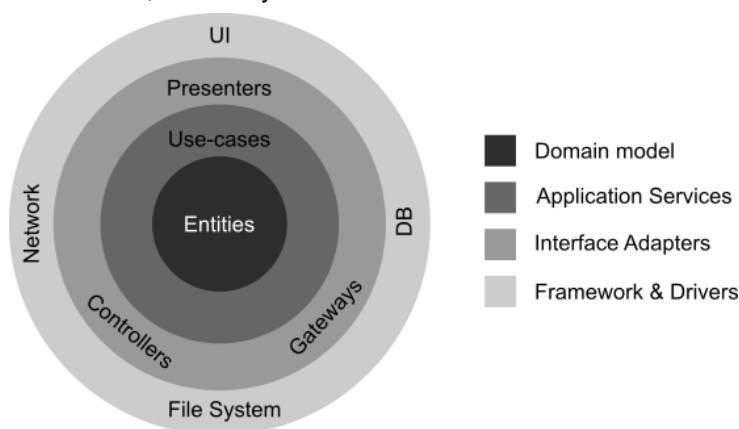 UI
Presenters
Use-cases
Entities
Network
DB
Controllers
Gateways
File System
Domain model
Application Services
Interface Adapters
Framework & Drivers